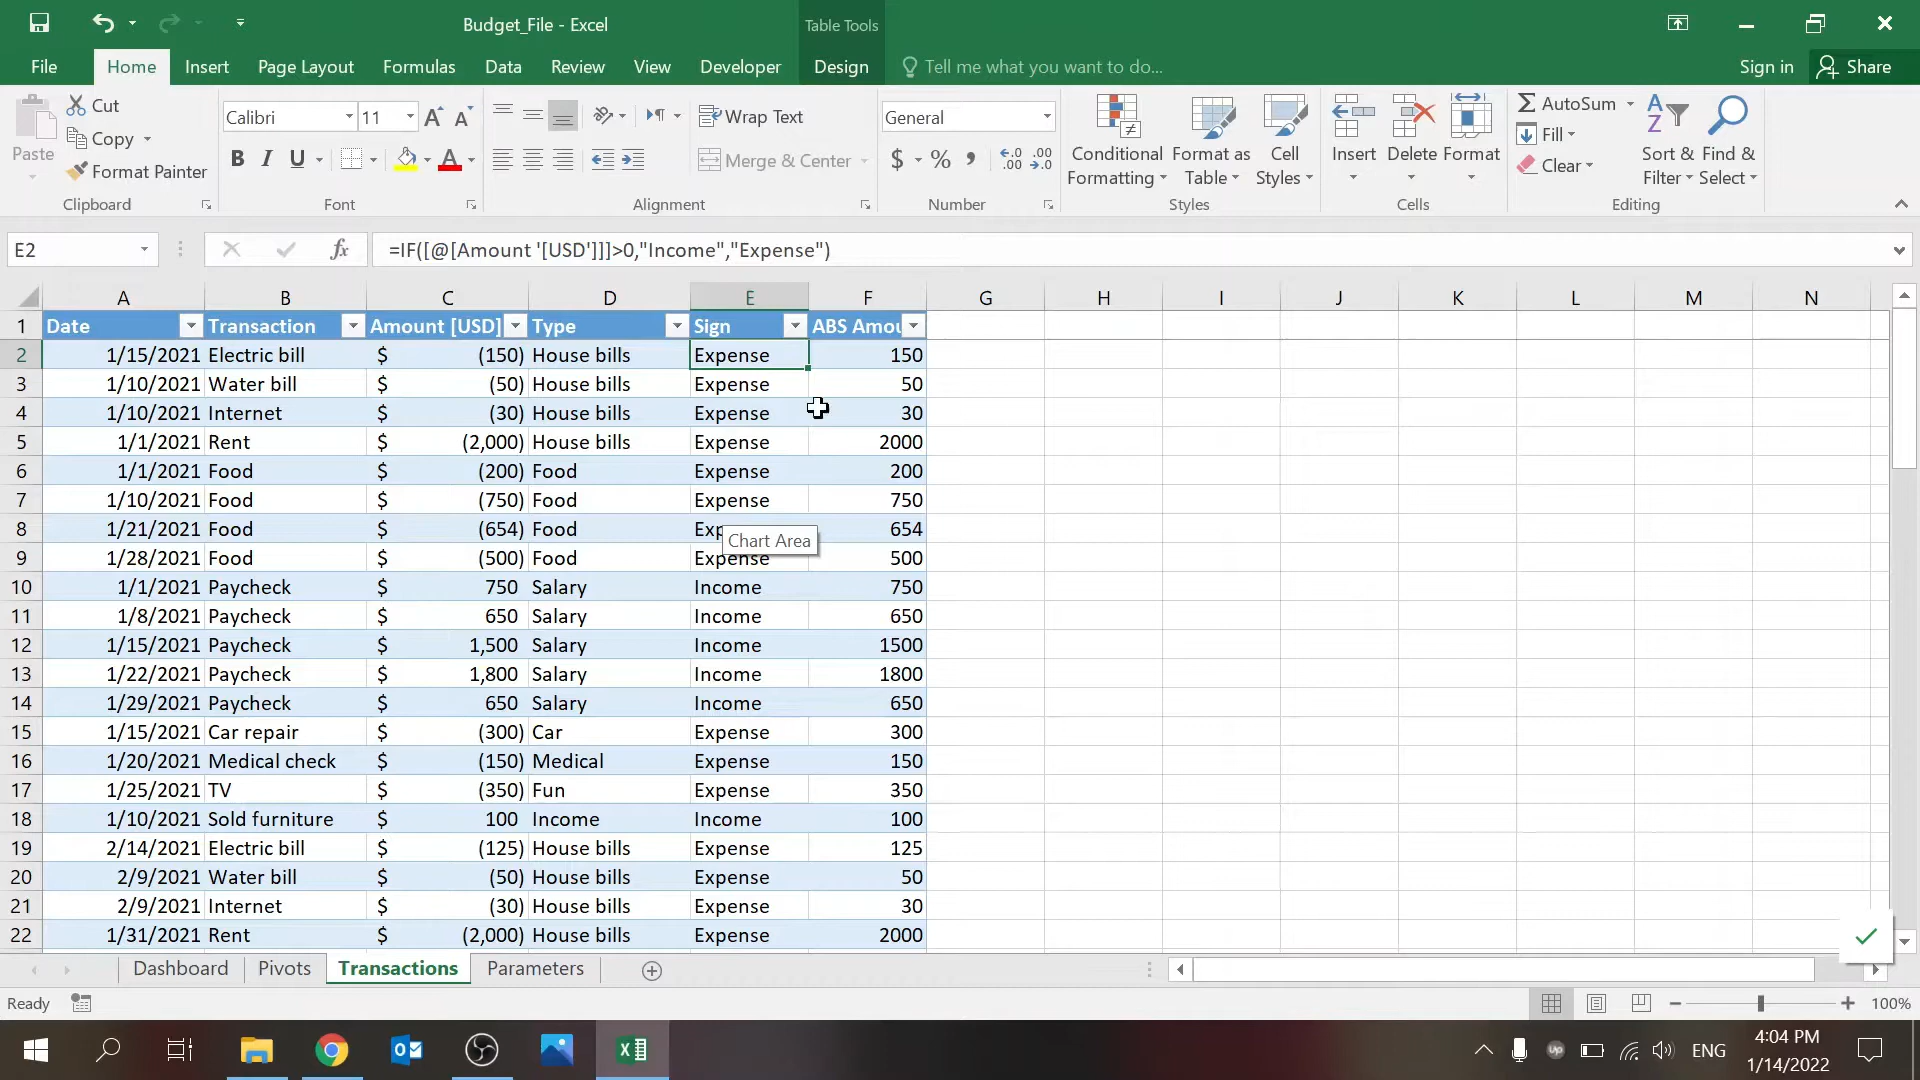 Budget_File - Excel
Table Tools
File Home Insert Page Layout Formulas Data Review View Developer Design Tell me what you want to do... Sign in Share
Paste
Cut
Copy
Format Painter
Clipboard
Calibri 11
B I U A
Font
Wrap Text
Merge & Center
Alignment
General
$ % , .00 .0
Number
Conditional Formatting
Format as Table
Cell Styles
Styles
Insert Delete Format
Cells
AutoSum
Fill
Clear
Sort & Filter
Find & Select
Editing
E2 fx =IF([@[Amount '[USD']]]>0,"Income","Expense")
A B C D E F G H I J K L M N
1 Date Transaction Amount [USD] Type Sign ABS Amou
2 1/15/2021 Electric bill $ (150) House bills Expense 150
3 1/10/2021 Water bill $ (50) House bills Expense 50
4 1/10/2021 Internet $ (30) House bills Expense 30
5 1/1/2021 Rent $ (2,000) House bills Expense 2000
6 1/1/2021 Food $ (200) Food Expense 200
7 1/10/2021 Food $ (750) Food Expense 750
8 1/21/2021 Food $ (654) Food Exp 654
Chart Area
9 1/28/2021 Food $ (500) Food Expense 500
10 1/1/2021 Paycheck $ 750 Salary Income 750
11 1/8/2021 Paycheck $ 650 Salary Income 650
12 1/15/2021 Paycheck $ 1,500 Salary Income 1500
13 1/22/2021 Paycheck $ 1,800 Salary Income 1800
14 1/29/2021 Paycheck $ 650 Salary Income 650
15 1/15/2021 Car repair $ (300) Car Expense 300
16 1/20/2021 Medical check $ (150) Medical Expense 150
17 1/25/2021 TV $ (350) Fun Expense 350
18 1/10/2021 Sold furniture $ 100 Income Income 100
19 2/14/2021 Electric bill $ (125) House bills Expense 125
20 2/9/2021 Water bill $ (50) House bills Expense 50
21 2/9/2021 Internet $ (30) House bills Expense 30
22 1/31/2021 Rent $ (2,000) House bills Expense 2000
Dashboard Pivots Transactions Parameters
Ready 100%
ENG
4:04 PM
1/14/2022